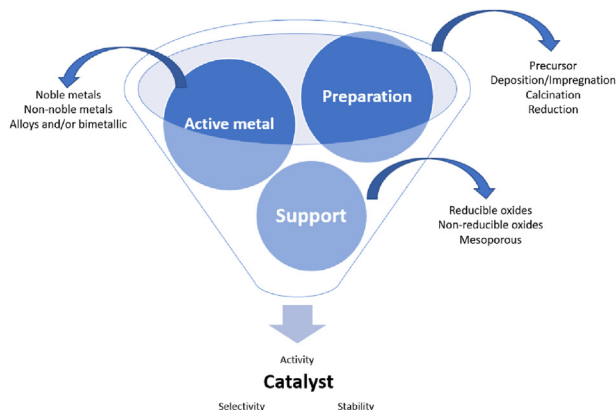 Noble metals
Non-noble metals
Alloys and/or bimetallic
Active metal
Preparation
Precursor
Deposition/Impregnation
Calcination
Reduction
Support
Reducible oxides
Non-reducible oxides
Mesoporous
Activity
Catalyst
Selectivity Stability